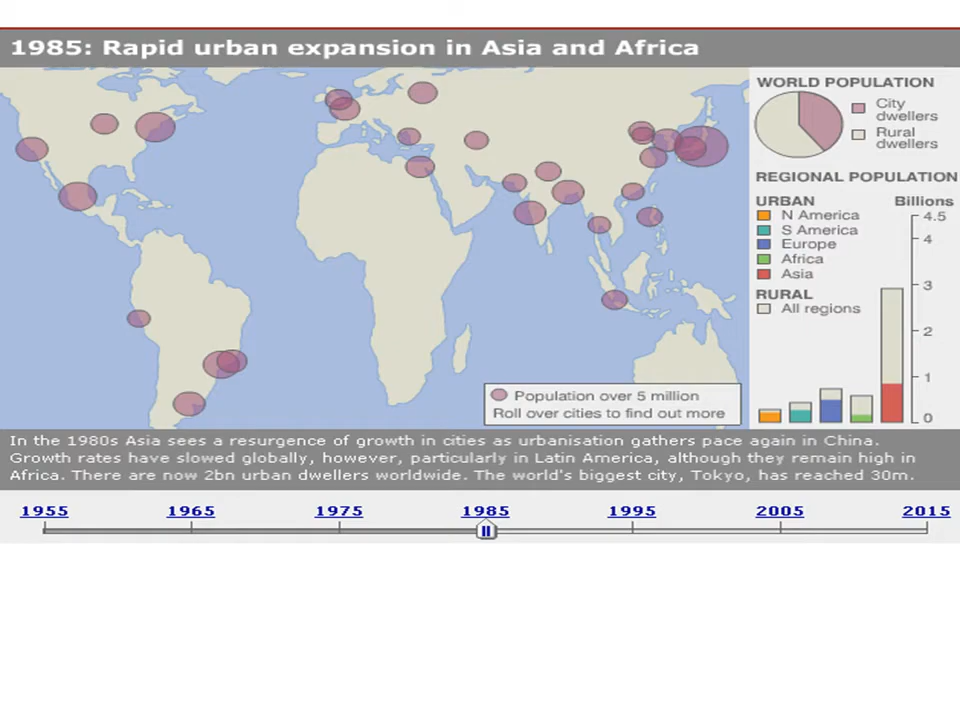 1985: Rapid urban expansion in Asia and Africa
WORLD POPULATION
City
dwellers
Rural
dwellers
REGIONAL POPULATION
URBAN
Billions
N America
S America
Europe
Africa
Asia
RURAL
All regions
4.5
4
3
2
1
0
Population over 5 million
Roll over cities to find out more
In the 1980s Asia sees a resurgence of growth in cities as urbanisation gathers pace again in China.
Growth rates have slowed globally, however, particularly in Latin America, although they remain high in
Africa. There are now 2bn urban dwellers worldwide. The world's biggest city, Tokyo, has reached 30m.
1955 1965 1975 1985 1995 2005 2015